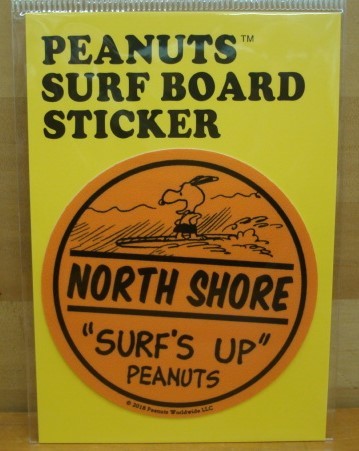 PEANUTS™
SURF BOARD
STICKER
NORTH SHORE
"SURF'S UP"
PEANUTS
© 2018 Peanuts Worldwide LLC